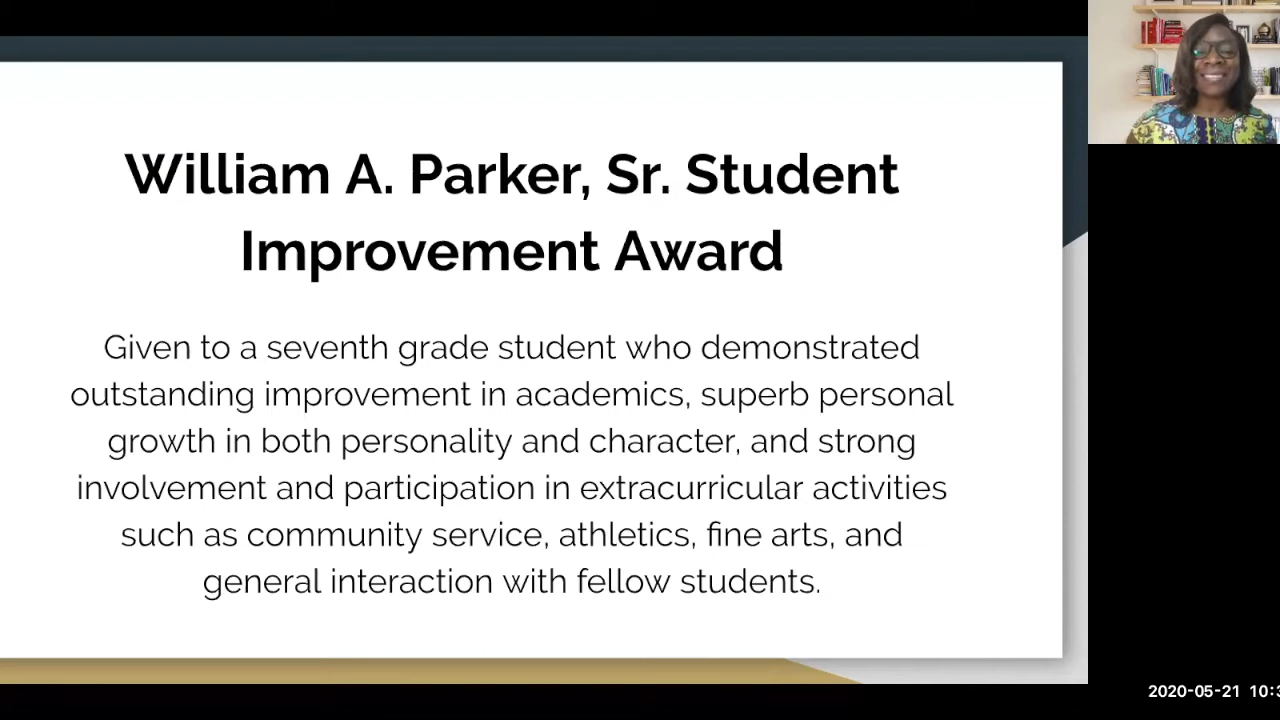 William A. Parker, Sr. Student
Improvement Award
Given to a seventh grade student who demonstrated
outstanding improvement in academics, superb personal
growth in both personality and character, and strong
involvement and participation in extracurricular activities
such as community service, athletics, fine arts, and
general interaction with fellow students.
2020-05-21 10:3